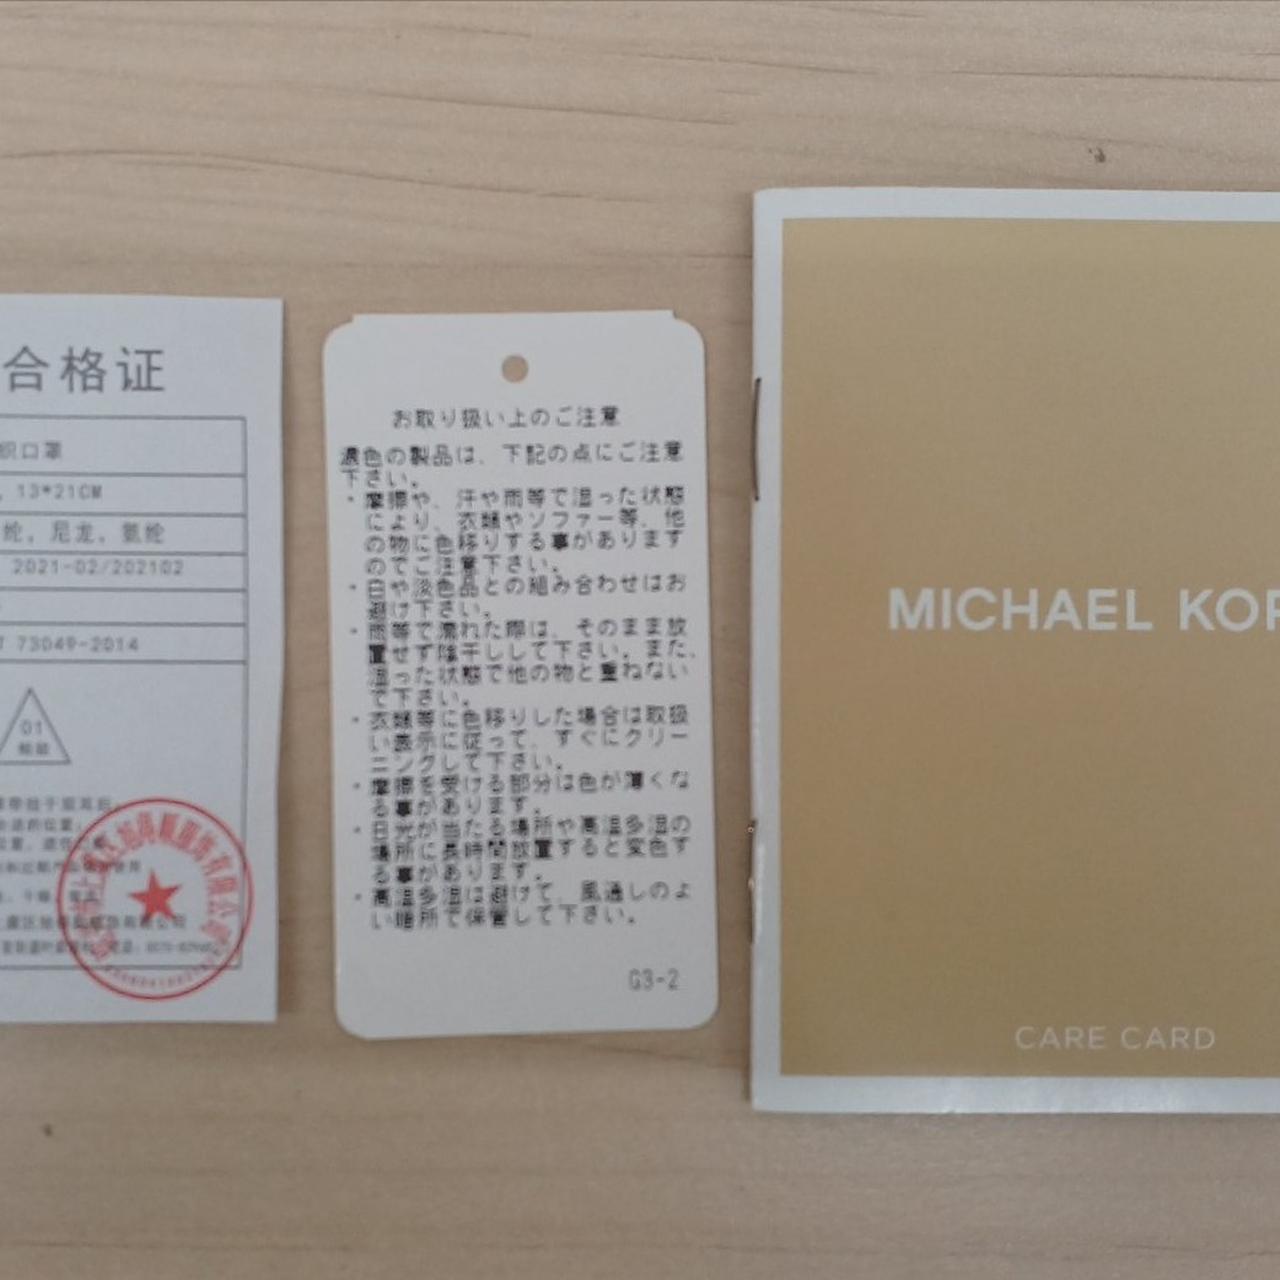 合格证
织口罩
13*21CM
纶，尼龙，氨纶
2021-02/202102
73049-2014
01
お取り扱い上のご注意
濃色の製品は、下記の点にご注意
下さい。
・摩擦や、汗や雨等で湿った状態
により、衣類やソファー等、他
の物に色移りする事があります
のでご注意下さい。
・白や淡色品との組み合わせはお
避け下さい。
・雨等で濡れた際は、そのまま放
置せず陰干しして下さい。また、
湿った状態で他の物と重ねない
で下さい。
・衣類等に色移りした場合は取扱
い表示に従って、すぐにクリー
ニングして下さい。
・摩擦を受ける部分は色が薄くな
る事があります。
・日光が当たる場所や高温多湿の
場所に長時間放置すると変色す
る事があります。
・高温多湿は避けて、風通しのよ
い暗所で保管して下さい。
G3-2
MICHAEL KOR
CARE CARD